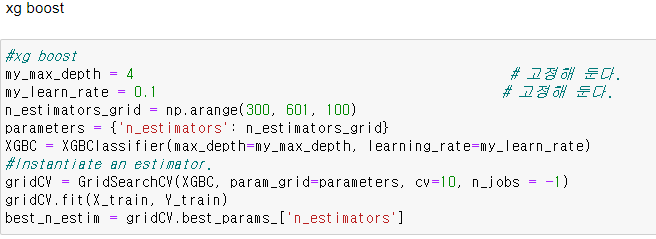 xg boost
#xg boost
my_max_depth = 4 # 고정해 둔다.
my_learn_rate = 0.1 # 고정해 둔다.
n_estimators_grid = np.arange(300, 601, 100)
parameters = {'n_estimators': n_estimators_grid}
XGBC = XGBClassifier(max_depth=my_max_depth, learning_rate=my_learn_rate)
#Instantiate an estimator.
gridCV = GridSearchCV(XGBC, param_grid=parameters, cv=10, n_jobs = -1)
gridCV.fit(X_train, Y_train)
best_n_estim = gridCV.best_params_['n_estimators']